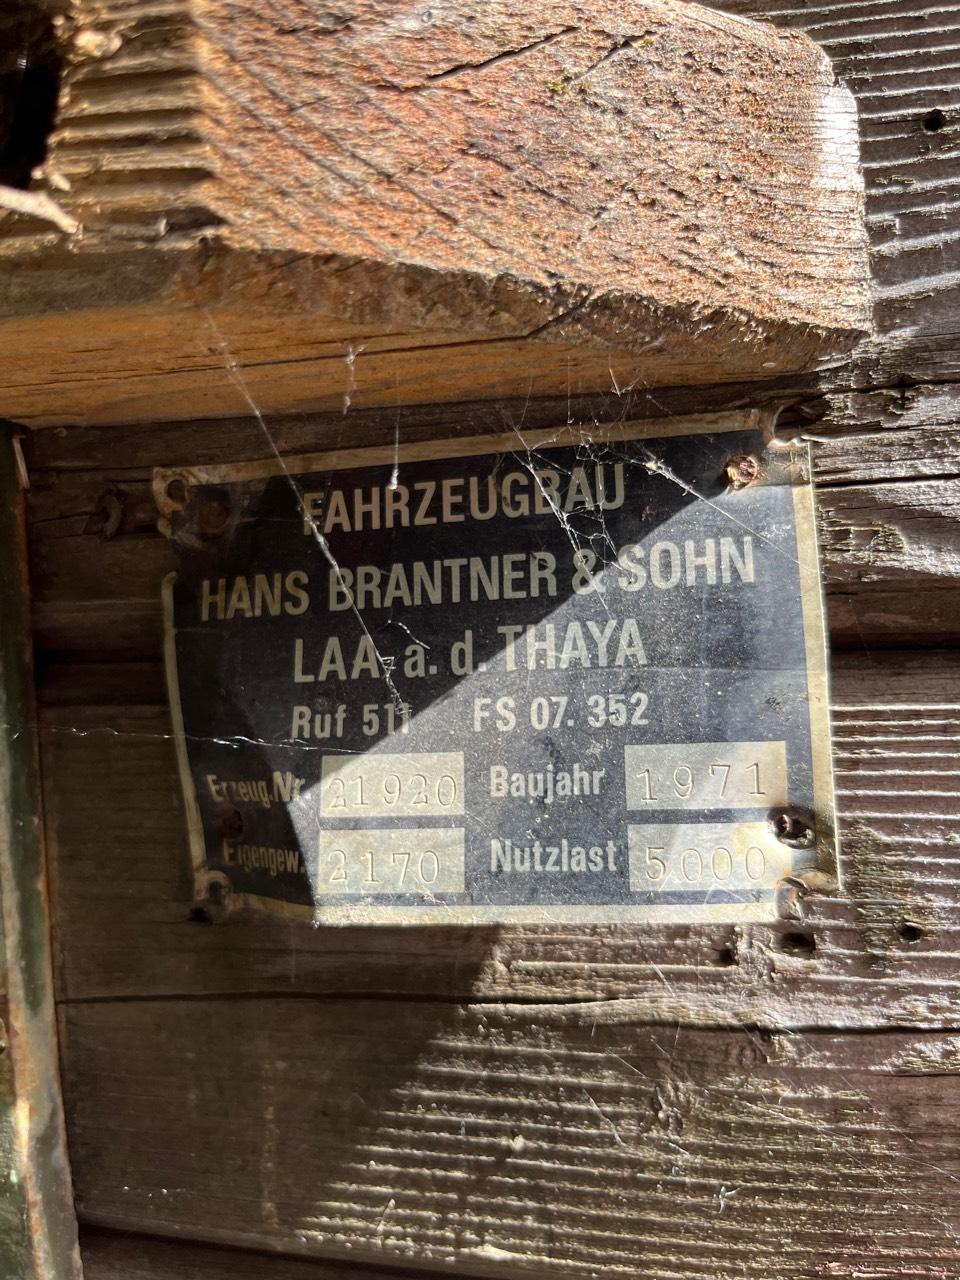 FAHRZEUGBAU
HANS BRANTNER & SOHN
LAA a. d. THAYA
Ruf 511 FS 07. 352
Erzeug.Nr. 21920 Baujahr 1971
Eigengew. 2170 Nutzlast 5000